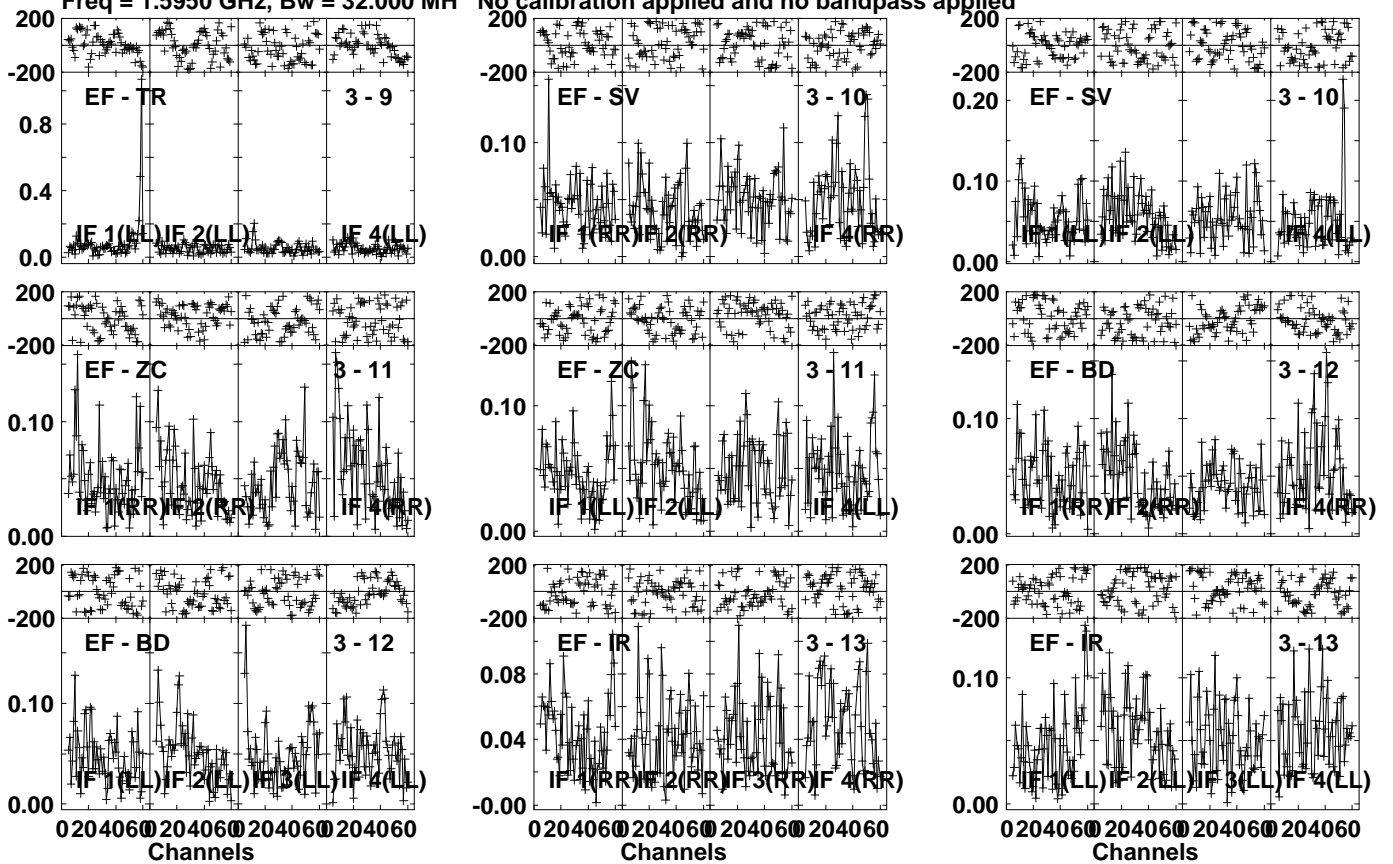 Freq = 1.5950 GHz, Bw = 32.000 MH No calibration applied and no bandpass applied
200
-200
EF - TR 3 - 9
0.8
0.4
0.0
IF 1(LL) IF 2(LL) IF 4(LL)
200
-200
EF - SV 3 - 10
0.10
0.00
IF 1(RR) IF 2(RR) IF 4(RR)
200
-200
0.20
EF - SV 3 - 10
0.10
0.00
IF 1(LL) IF 2(LL) IF 4(LL)
200
-200
EF - ZC 3 - 11
0.10
0.00
IF 1(RR) IF 2(RR) IF 4(RR)
200
-200
EF - ZC 3 - 11
0.10
0.00
IF 1(LL) IF 2(LL) IF 4(LL)
200
-200
EF - BD 3 - 12
0.10
0.00
IF 1(RR) IF 2(RR) IF 4(RR)
200
-200
EF - BD 3 - 12
0.10
0.00
IF 1(LL) IF 2(LL) IF 3(LL) IF 4(LL)
0 20 40 60 0 20 40 60 0 20 40 60 0 20 40 60
Channels
200
-200
EF - IR 3 - 13
0.08
0.04
-0.00
IF 1(RR) IF 2(RR) IF 3(RR) IF 4(RR)
0 20 40 60 0 20 40 60 0 20 40 60 0 20 40 60
Channels
200
-200
EF - IR 3 - 13
0.10
0.00
IF 1(LL) IF 2(LL) IF 3(LL) IF 4(LL)
0 20 40 60 0 20 40 60 0 20 40 60 0 20 40 60
Channels